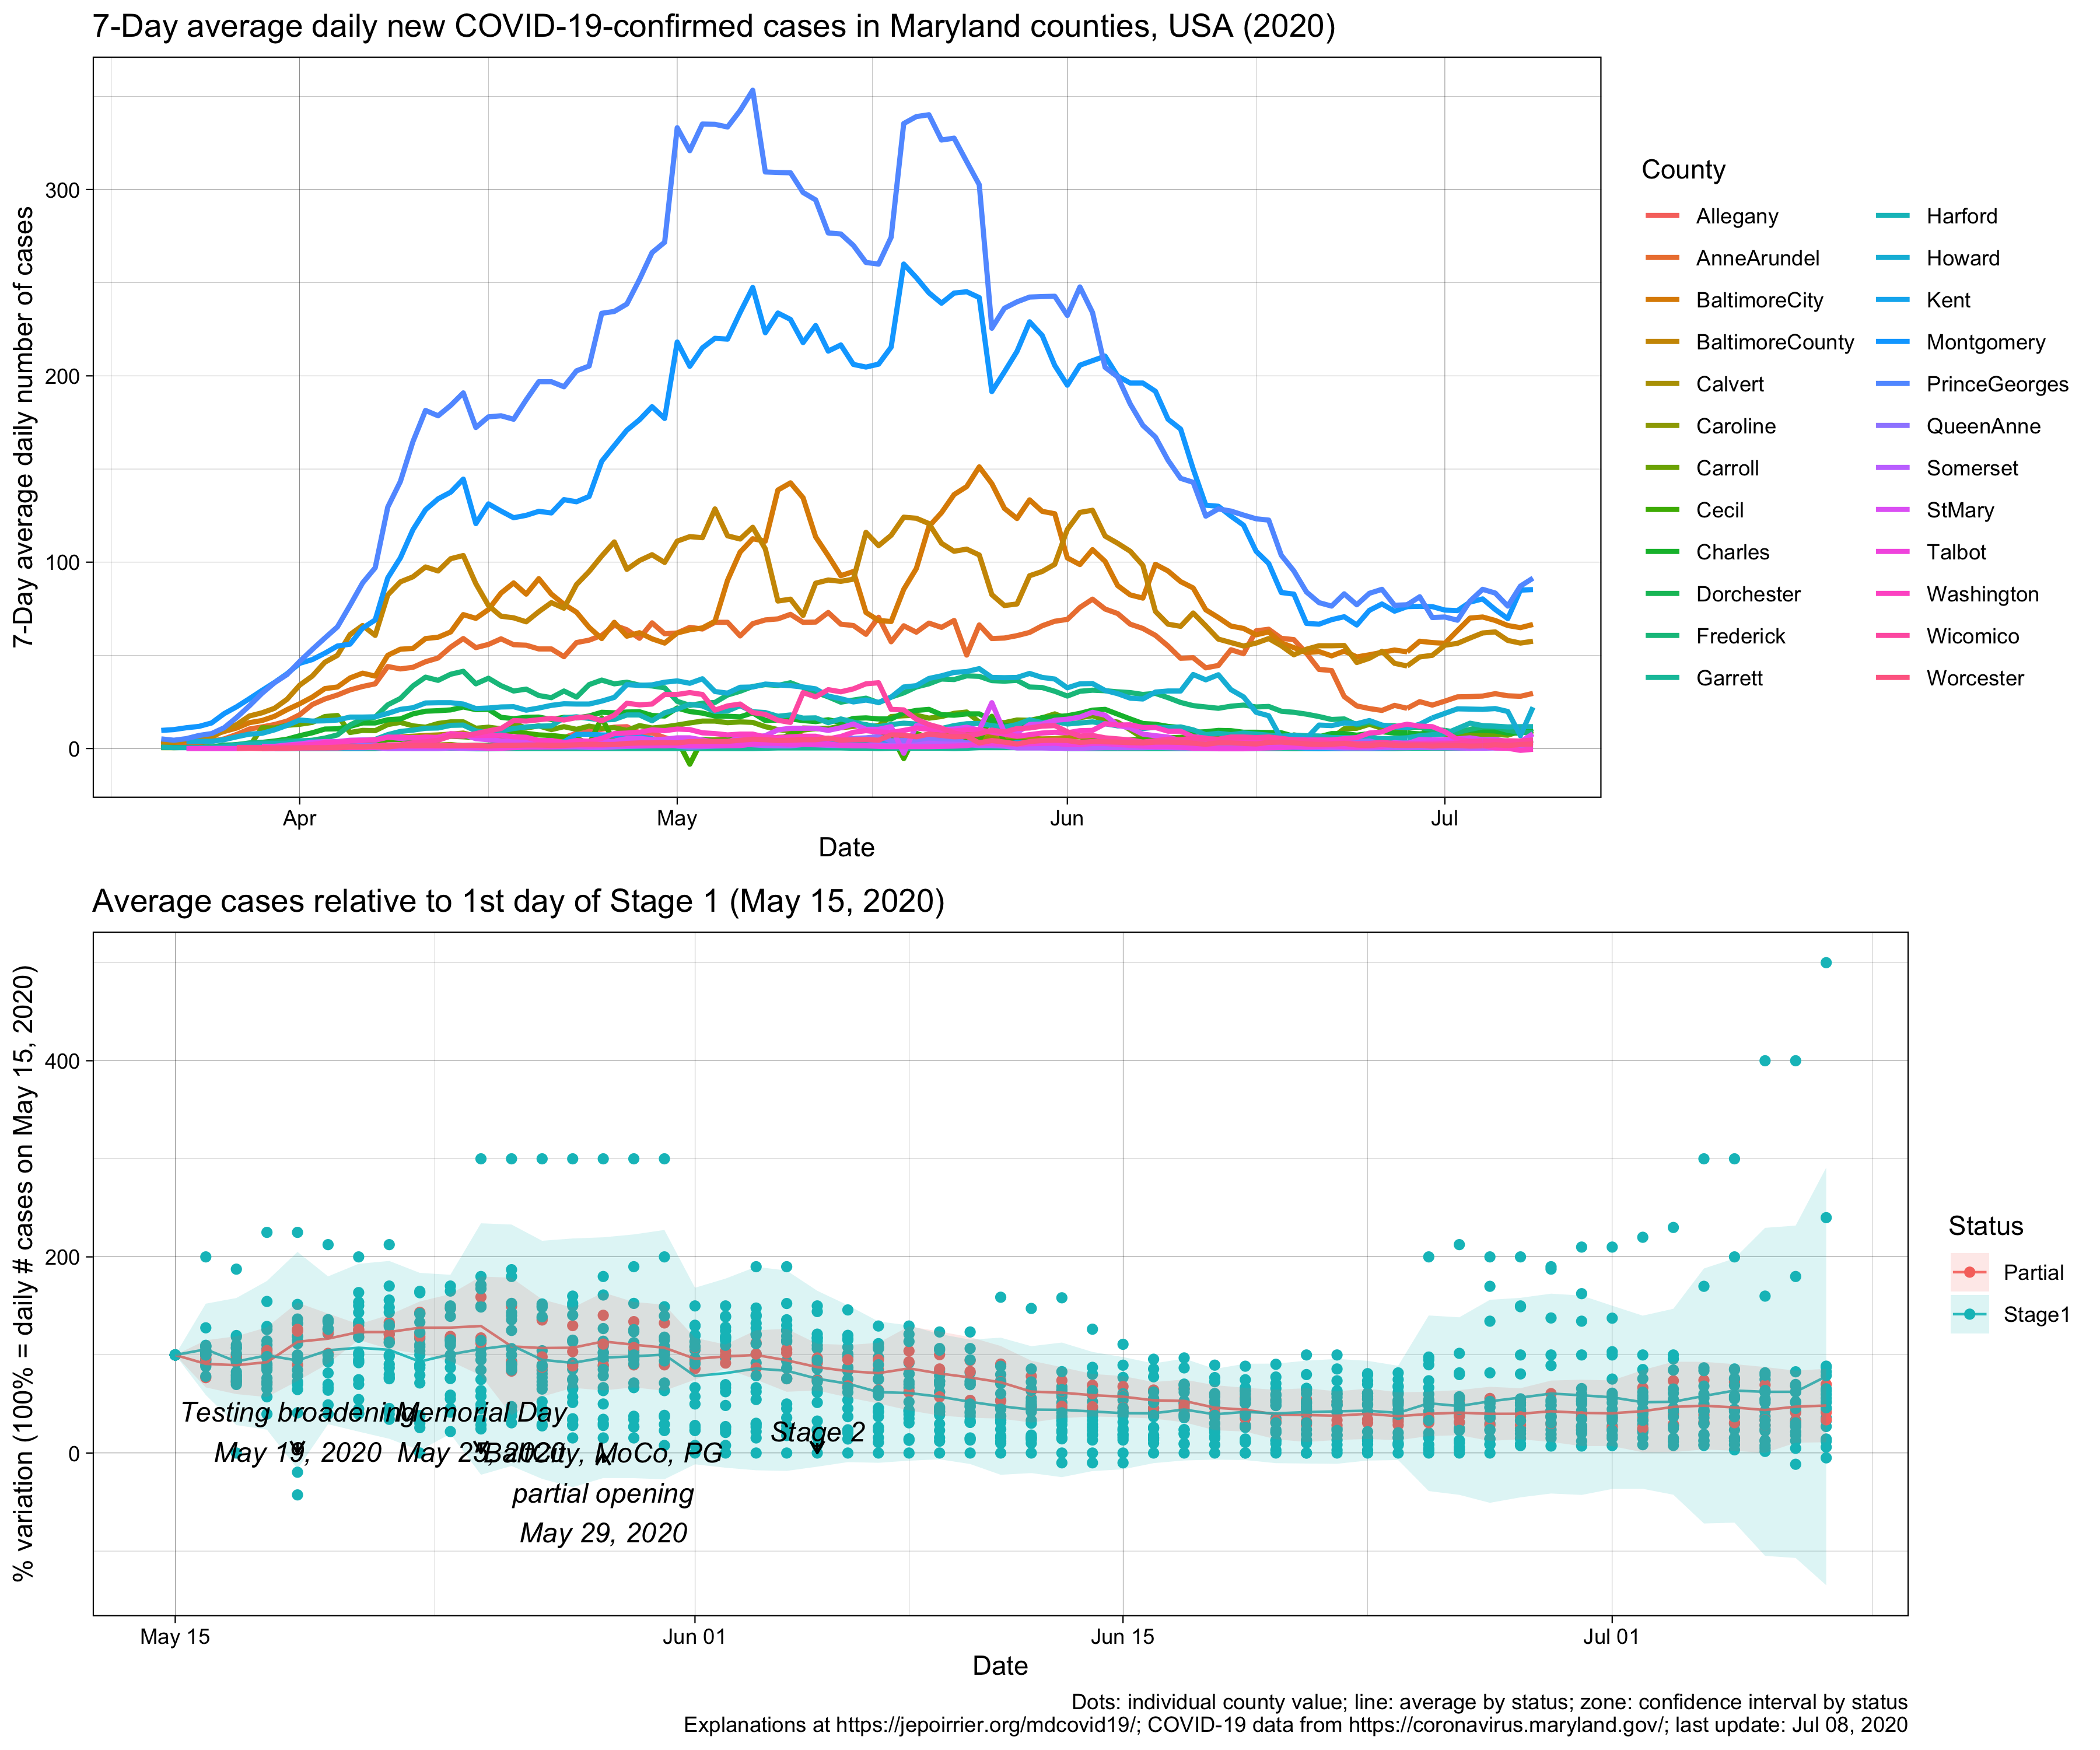 7-Day average daily new COVID-19-confirmed cases in Maryland counties, USA (2020)
7-Day average daily number of cases
300
200
100
0
Apr
May
Jun
Jul
Date
County
Allegany
AnneArundel
BaltimoreCity
BaltimoreCounty
Calvert
Caroline
Carroll
Cecil
Charles
Dorchester
Frederick
Garrett
Harford
Howard
Kent
Montgomery
PrinceGeorges
QueenAnne
Somerset
StMary
Talbot
Washington
Wicomico
Worcester
Average cases relative to 1st day of Stage 1 (May 15, 2020)
% variation (100% = daily # cases on May 15, 2020)
400
200
0
Testing broadening
May 19, 2020
Memorial Day
May 25, 2020
BaltCity, MoCo, PG
partial opening
May 29, 2020
Stage 2
May 15
Jun 01
Jun 15
Jul 01
Date
Status
Partial
Stage1
Dots: individual county value; line: average by status; zone: confidence interval by status
Explanations at https://jepoirrier.org/mdcovid19/; COVID-19 data from https://coronavirus.maryland.gov/; last update: Jul 08, 2020